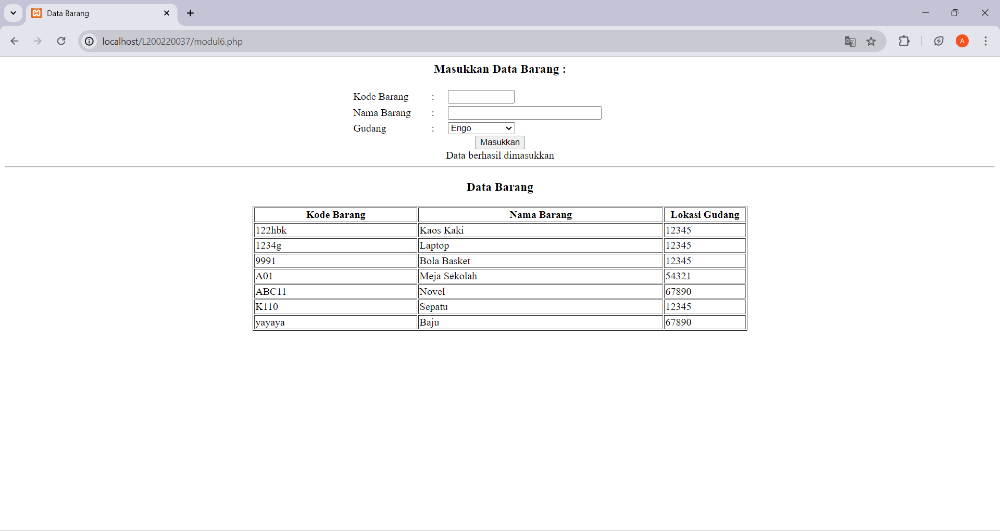 Data Barang
localhost/L200220037/modul6.php
A
Masukkan Data Barang :
Kode Barang :
Nama Barang :
Gudang : Erigo
Masukkan
Data berhasil dimasukkan
Data Barang
Kode Barang Nama Barang Lokasi Gudang
122hbk Kaos Kaki 12345
1234g Laptop 12345
9991 Bola Basket 12345
A01 Meja Sekolah 54321
ABC11 Novel 67890
K110 Sepatu 12345
yayaya Baju 67890